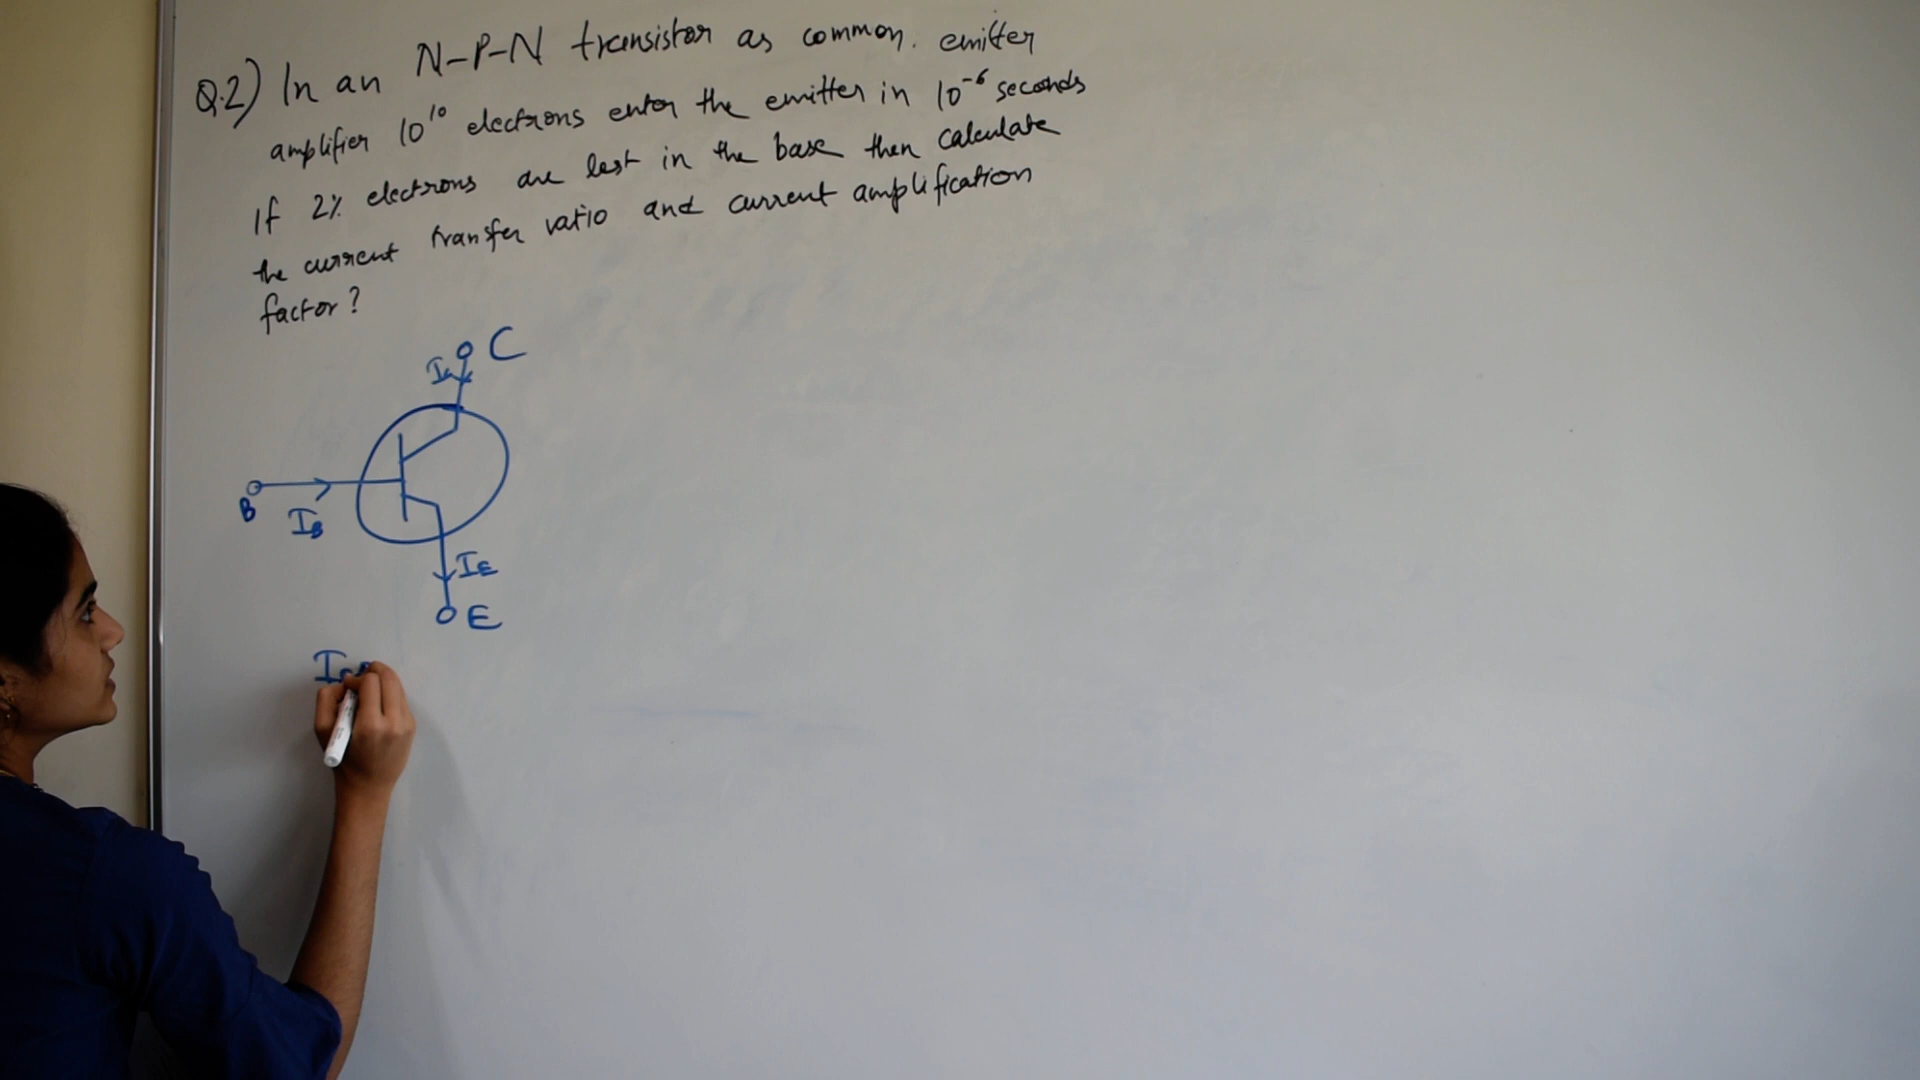 Q.2) In an N-P-N transistor as common. emitter
amplifier 10¹⁰ electrons enter the emitter in 10⁻⁶ seconds
If 2% electrons are lost in the base then calculate
the current transfer ratio and current amplification
factor?
C
B
I_B
I_E
E